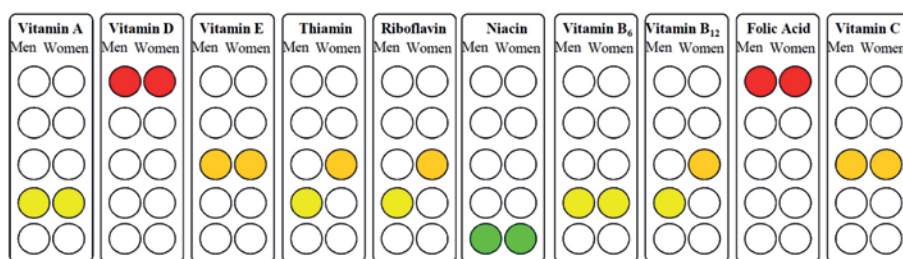 Vitamin A Vitamin D Vitamin E Thiamin Riboflavin Niacin Vitamin B₆ Vitamin B₁₂ Folic Acid Vitamin C
Men Women Men Women Men Women Men Women Men Women Men Women Men Women Men Women Men Women Men Women